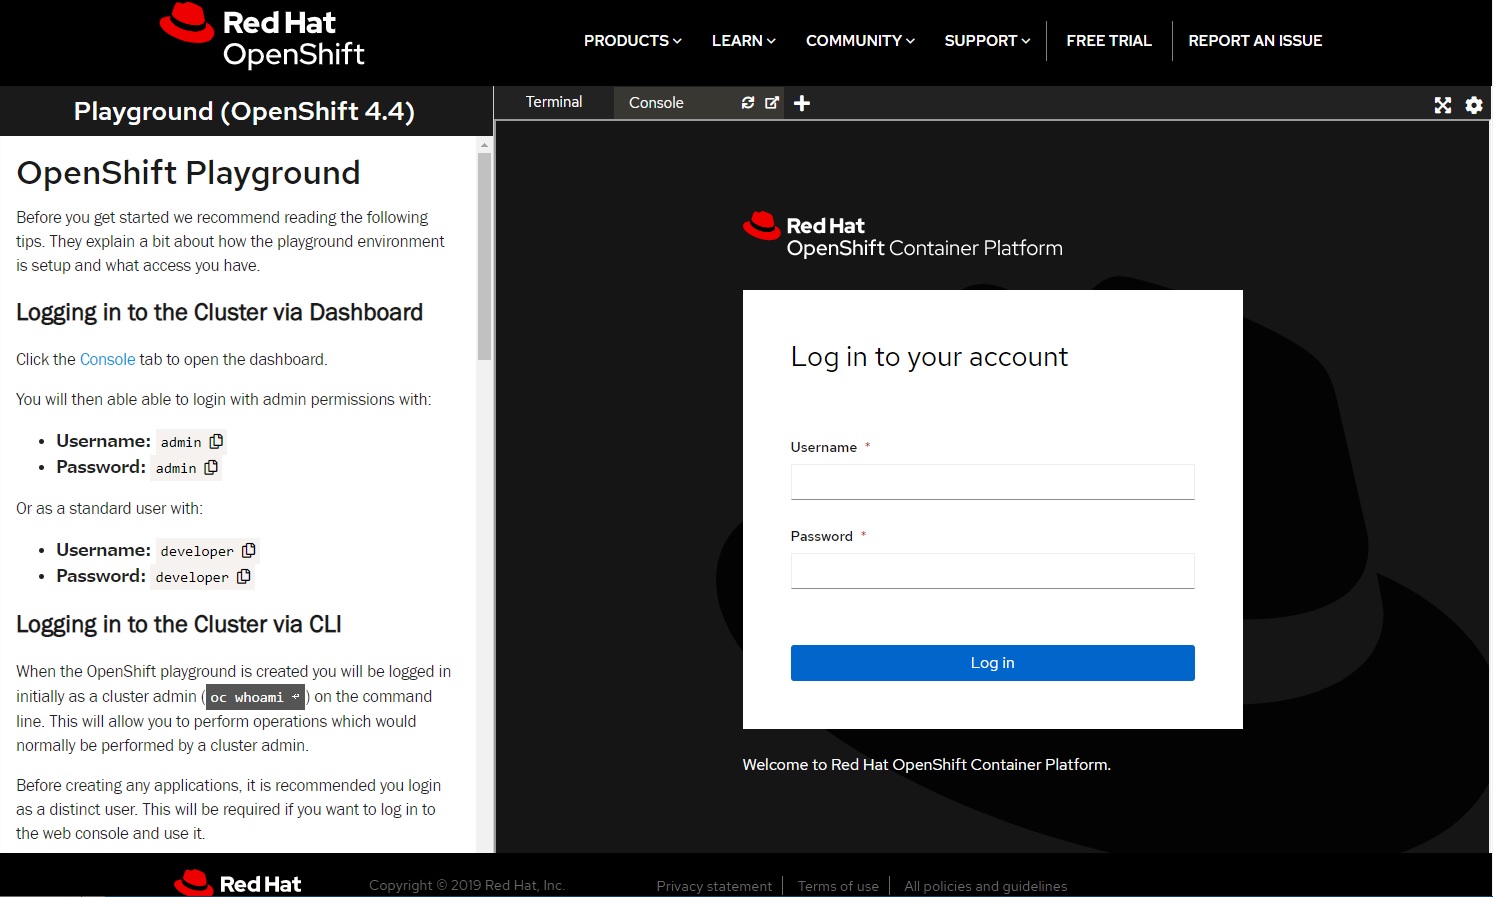 Red Hat
OpenShift
PRODUCTS LEARN COMMUNITY SUPPORT FREE TRIAL REPORT AN ISSUE
Playground (OpenShift 4.4)
Terminal Console
OpenShift Playground
Before you get started we recommend reading the following
tips. They explain a bit about how the playground environment
is setup and what access you have.
Logging in to the Cluster via Dashboard
Click the Console tab to open the dashboard.
You will then able able to login with admin permissions with:
• Username: admin
• Password: admin
Or as a standard user with:
• Username: developer
• Password: developer
Logging in to the Cluster via CLI
When the OpenShift playground is created you will be logged in
initially as a cluster admin (oc whoami ↵) on the command
line. This will allow you to perform operations which would
normally be performed by a cluster admin.
Before creating any applications, it is recommended you login
as a distinct user. This will be required if you want to log in to
the web console and use it.
Red Hat
OpenShift Container Platform
Log in to your account
Username *
Password *
Log in
Welcome to Red Hat OpenShift Container Platform.
Red Hat
Copyright © 2019 Red Hat, Inc.
Privacy statement Terms of use All policies and guidelines